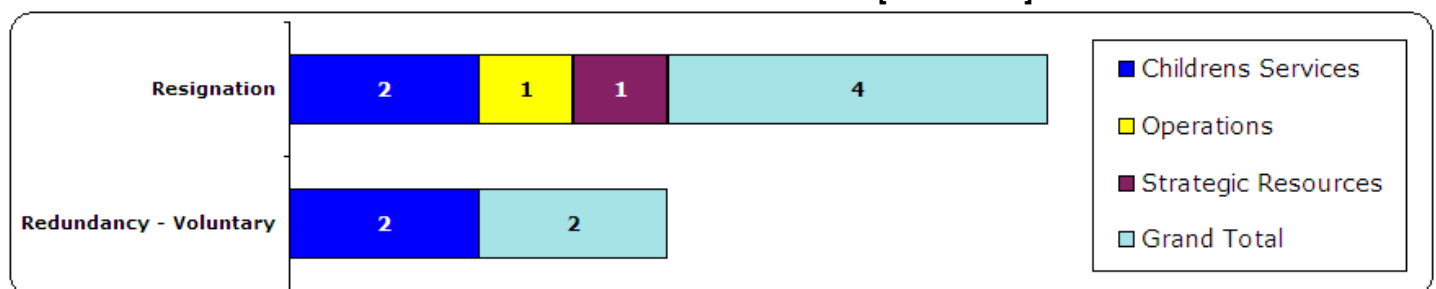 Resignation
2 1 1 4
Redundancy - Voluntary
2 2
Childrens Services
Operations
Strategic Resources
Grand Total